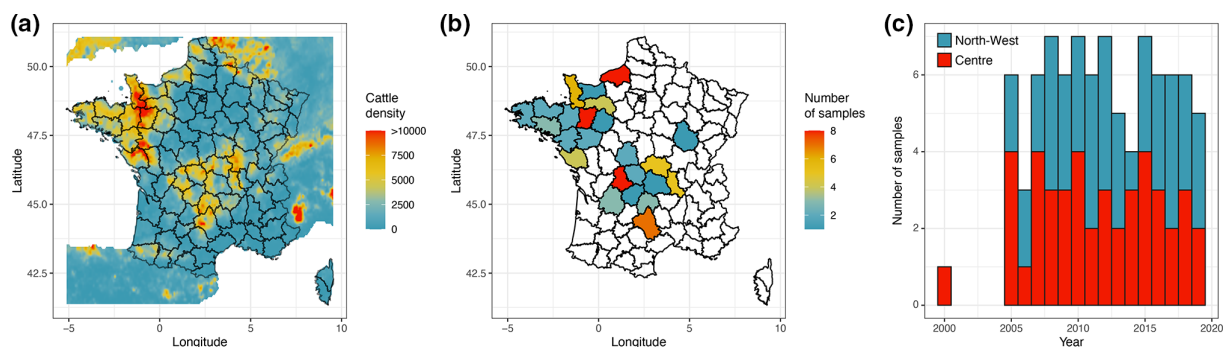 (a)
50.0
47.5
45.0
42.5
Latitude
−5
0
5
10
Longitude
Cattle
density
>10000
7500
5000
2500
0
(b)
50.0
47.5
45.0
42.5
Latitude
−5
0
5
10
Longitude
Number
of samples
8
6
4
2
(c)
North-West
Centre
6
4
2
0
Number of samples
2000
2005
2010
2015
2020
Year